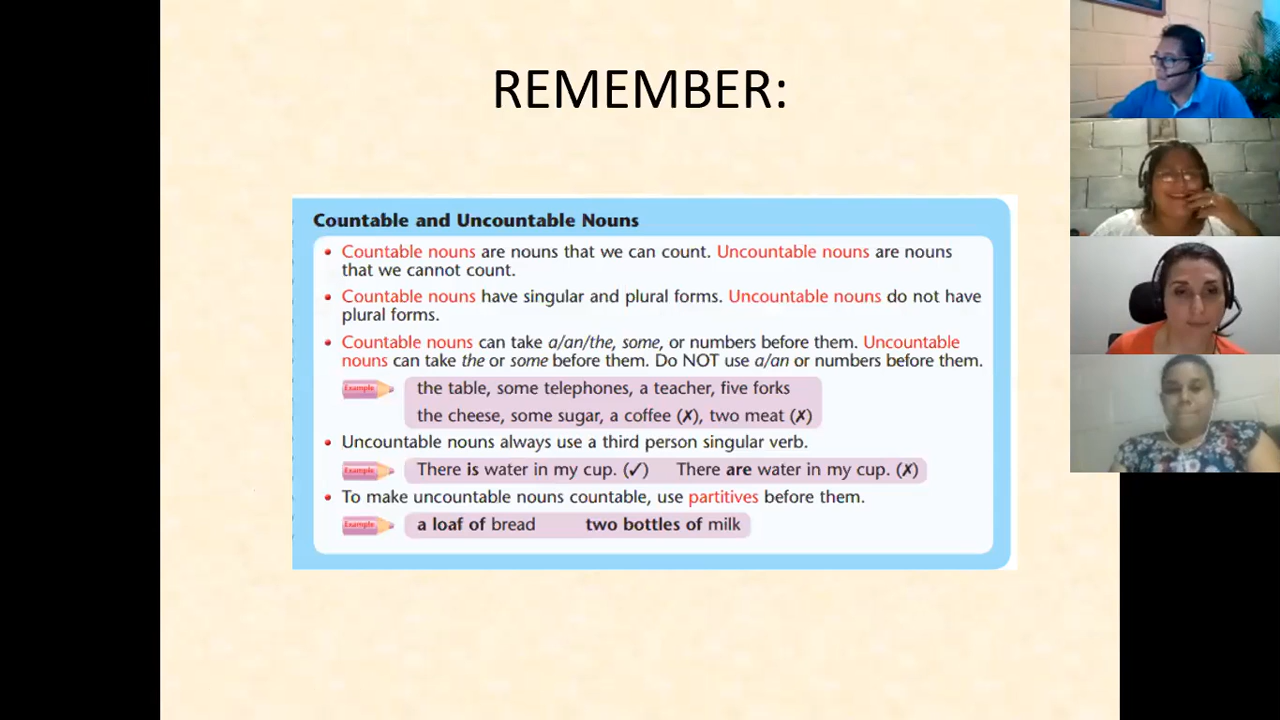 REMEMBER:
Countable and Uncountable Nouns
• Countable nouns are nouns that we can count. Uncountable nouns are nouns
that we cannot count.
• Countable nouns have singular and plural forms. Uncountable nouns do not have
plural forms.
• Countable nouns can take a/an/the, some, or numbers before them. Uncountable
nouns can take the or some before them. Do NOT use a/an or numbers before them.
Example the table, some telephones, a teacher, five forks
the cheese, some sugar, a coffee (✗), two meat (✗)
• Uncountable nouns always use a third person singular verb.
Example There is water in my cup. (✓) There are water in my cup. (✗)
• To make uncountable nouns countable, use partitives before them.
Example a loaf of bread two bottles of milk